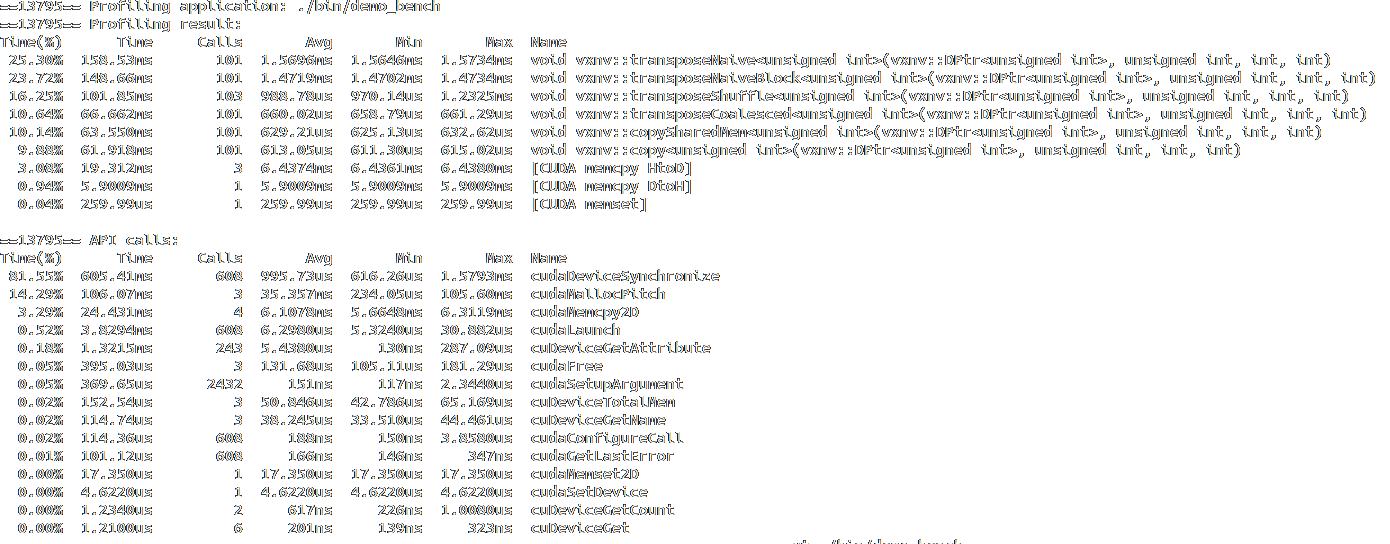 ==13795== Profiling application: ./bin/demo_bench
==13795== Profiling result:
Time(%)      Time     Calls       Avg       Min       Max  Name
 25.30%  158.53ms       101  1.5696ms  1.5646ms  1.5734ms  void vxnv::transposeNaive<unsigned int>(vxnv::DPtr<unsigned int>, unsigned int, int, int)
 23.72%  148.66ms       101  1.4719ms  1.4702ms  1.4734ms  void vxnv::transposeNaiveBlock<unsigned int>(vxnv::DPtr<unsigned int>, unsigned int, int, int, int)
 16.25%  101.85ms       103  988.78us  970.14us  1.2325ms  void vxnv::transposeShuffle<unsigned int>(vxnv::DPtr<unsigned int>, unsigned int, int, int, int)
 10.64%  66.662ms       101  660.02us  658.79us  661.29us  void vxnv::transposeCoalesced<unsigned int>(vxnv::DPtr<unsigned int>, unsigned int, int, int)
 10.14%  63.550ms       101  629.21us  625.13us  632.62us  void vxnv::copySharedMem<unsigned int>(vxnv::DPtr<unsigned int>, unsigned int, int, int)
  9.88%  61.918ms       101  613.05us  611.30us  615.02us  void vxnv::copy<unsigned int>(vxnv::DPtr<unsigned int>, unsigned int, int, int)
  3.08%  19.312ms         3  6.4374ms  6.4361ms  6.4380ms  [CUDA memcpy HtoD]
  0.94%  5.9009ms         1  5.9009ms  5.9009ms  5.9009ms  [CUDA memcpy DtoH]
  0.04%  259.99us         1  259.99us  259.99us  259.99us  [CUDA memset]
==13795== API calls:
Time(%)      Time     Calls       Avg       Min       Max  Name
 81.55%  605.41ms       608  995.73us  616.26us  1.5793ms  cudaDeviceSynchronize
 14.29%  106.07ms         3  35.357ms  234.05us  105.60ms  cudaMallocPitch
  3.29%  24.431ms         4  6.1078ms  5.6648ms  6.3119ms  cudaMemcpy2D
  0.52%  3.8294ms       608  6.2980us  5.3240us  30.882us  cudaLaunch
  0.18%  1.3215ms       243  5.4380us     130ns  287.09us  cuDeviceGetAttribute
  0.05%  395.03us         3  131.68us  105.11us  181.29us  cudaFree
  0.05%  369.65us      2432     151ns     117ns  2.3440us  cudaSetupArgument
  0.02%  152.54us         3  50.846us  42.786us  65.169us  cuDeviceTotalMem
  0.02%  114.74us         3  38.245us  33.510us  44.461us  cuDeviceGetName
  0.02%  114.36us       608     188ns     150ns  3.8580us  cudaConfigureCall
  0.01%  101.12us       608     166ns     146ns     347ns  cudaGetLastError
  0.00%  17.350us         1  17.350us  17.350us  17.350us  cudaMemset2D
  0.00%  4.6220us         1  4.6220us  4.6220us  4.6220us  cudaSetDevice
  0.00%  1.2340us         2     617ns     226ns  1.0080us  cuDeviceGetCount
  0.00%  1.2100us         6     201ns     139ns     323ns  cuDeviceGet